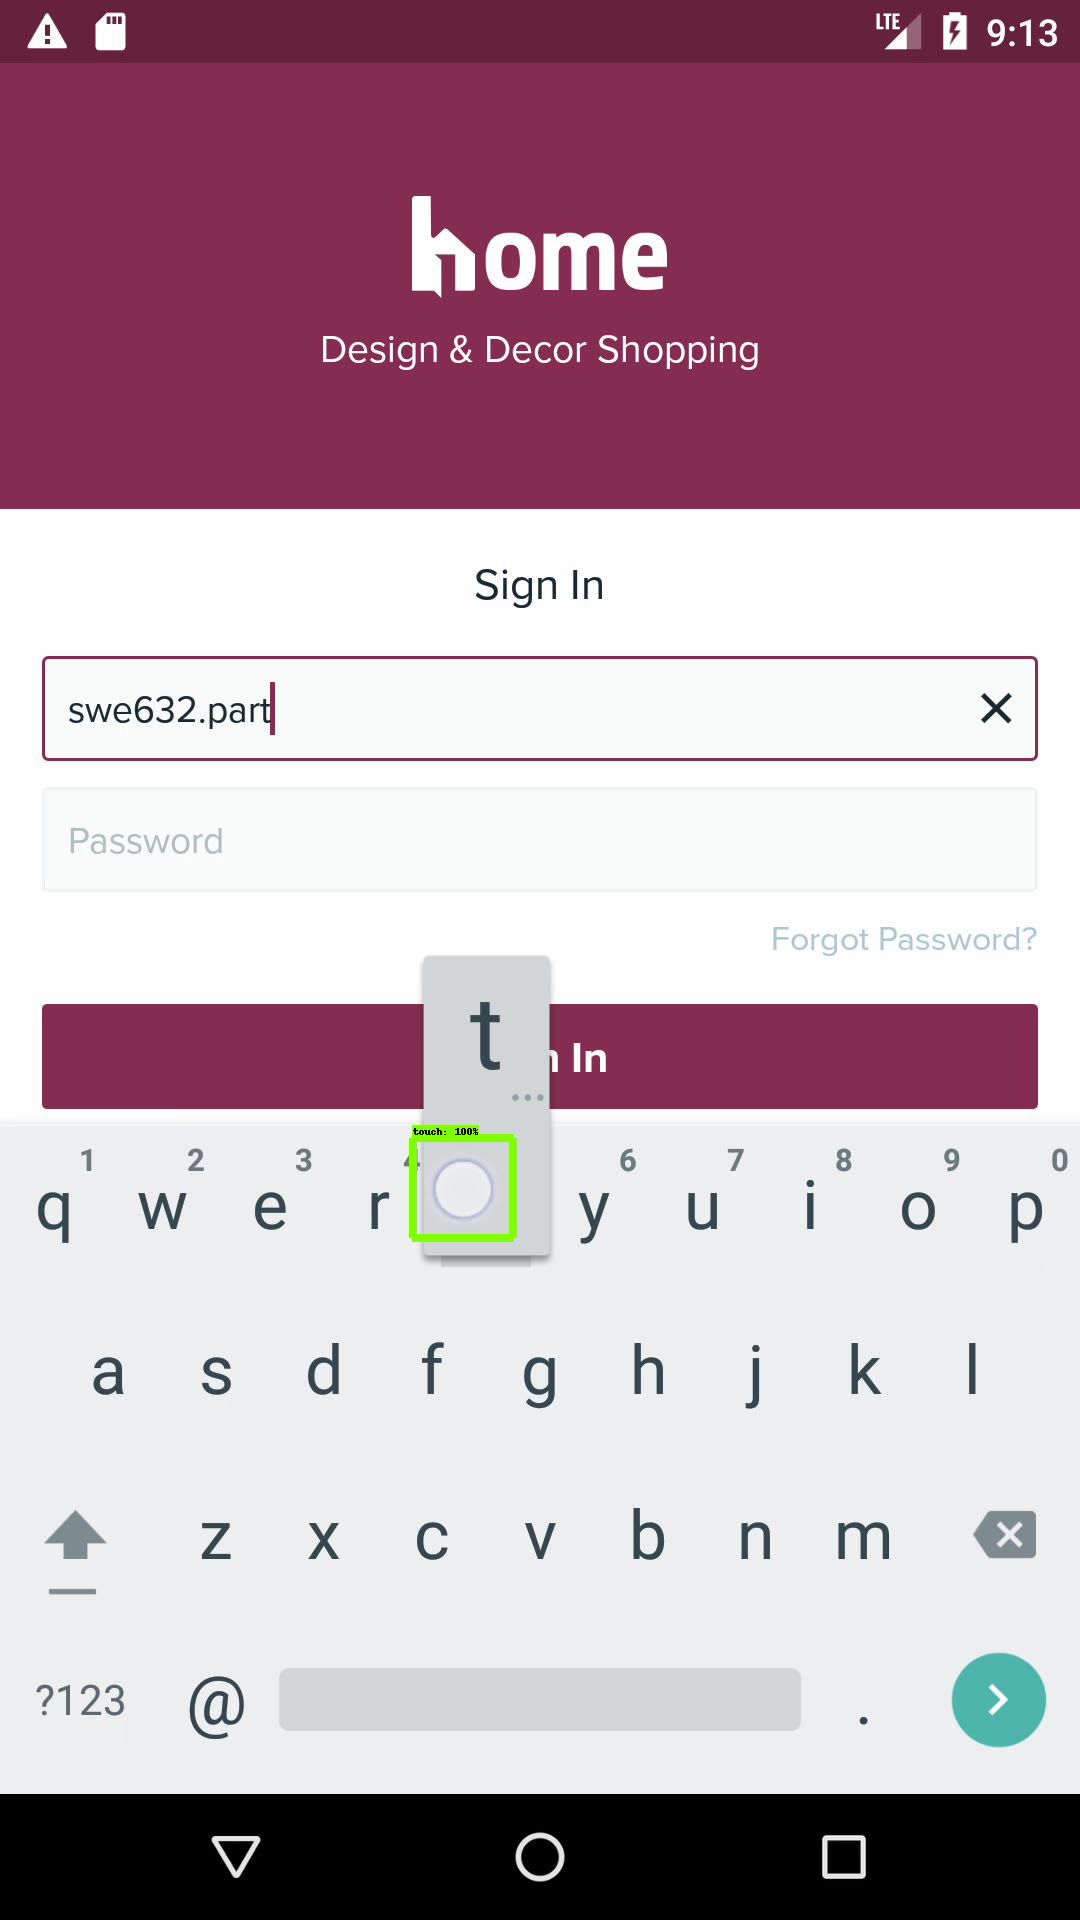 LTE 9:13
home
Design & Decor Shopping
Sign In
swe632.part
Password
Forgot Password?
t
n In
touch: 100%
1 2 3 4 6 7 8 9 0
q w e r y u i o p
a s d f g h j k l
z x c v b n m
?123 @ .